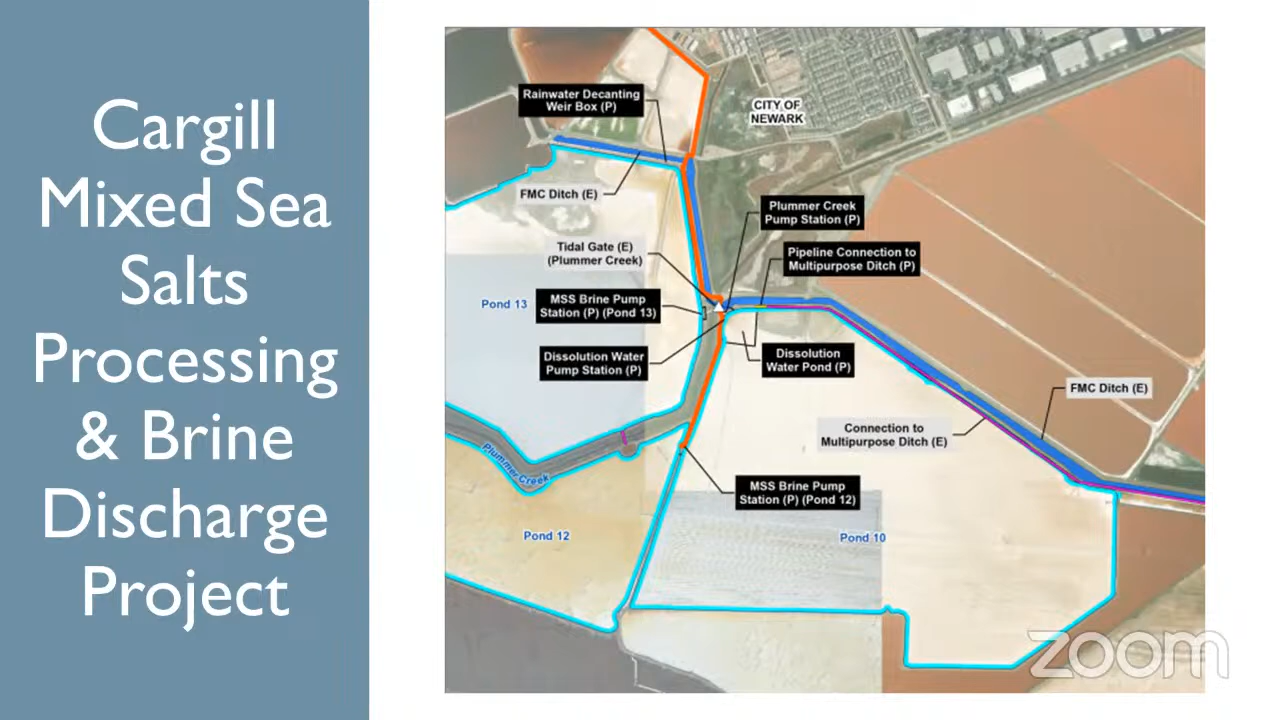 Cargill
Mixed Sea
Salts
Processing
& Brine
Discharge
Project
Rainwater Decanting
Weir Box (P)
CITY OF
NEWARK
FMC Ditch (E)
Plummer Creek
Pump Station (P)
Tidal Gate (E)
(Plummer Creek)
Pipeline Connection to
Multipurpose Ditch (P)
Pond 13
MSS Brine Pump
Station (P) (Pond 13)
Dissolution Water
Pump Station (P)
Dissolution
Water Pond (P)
FMC Ditch (E)
Connection to
Multipurpose Ditch (E)
Plummer Creek
MSS Brine Pump
Station (P) (Pond 12)
Pond 12
Pond 10
zoom